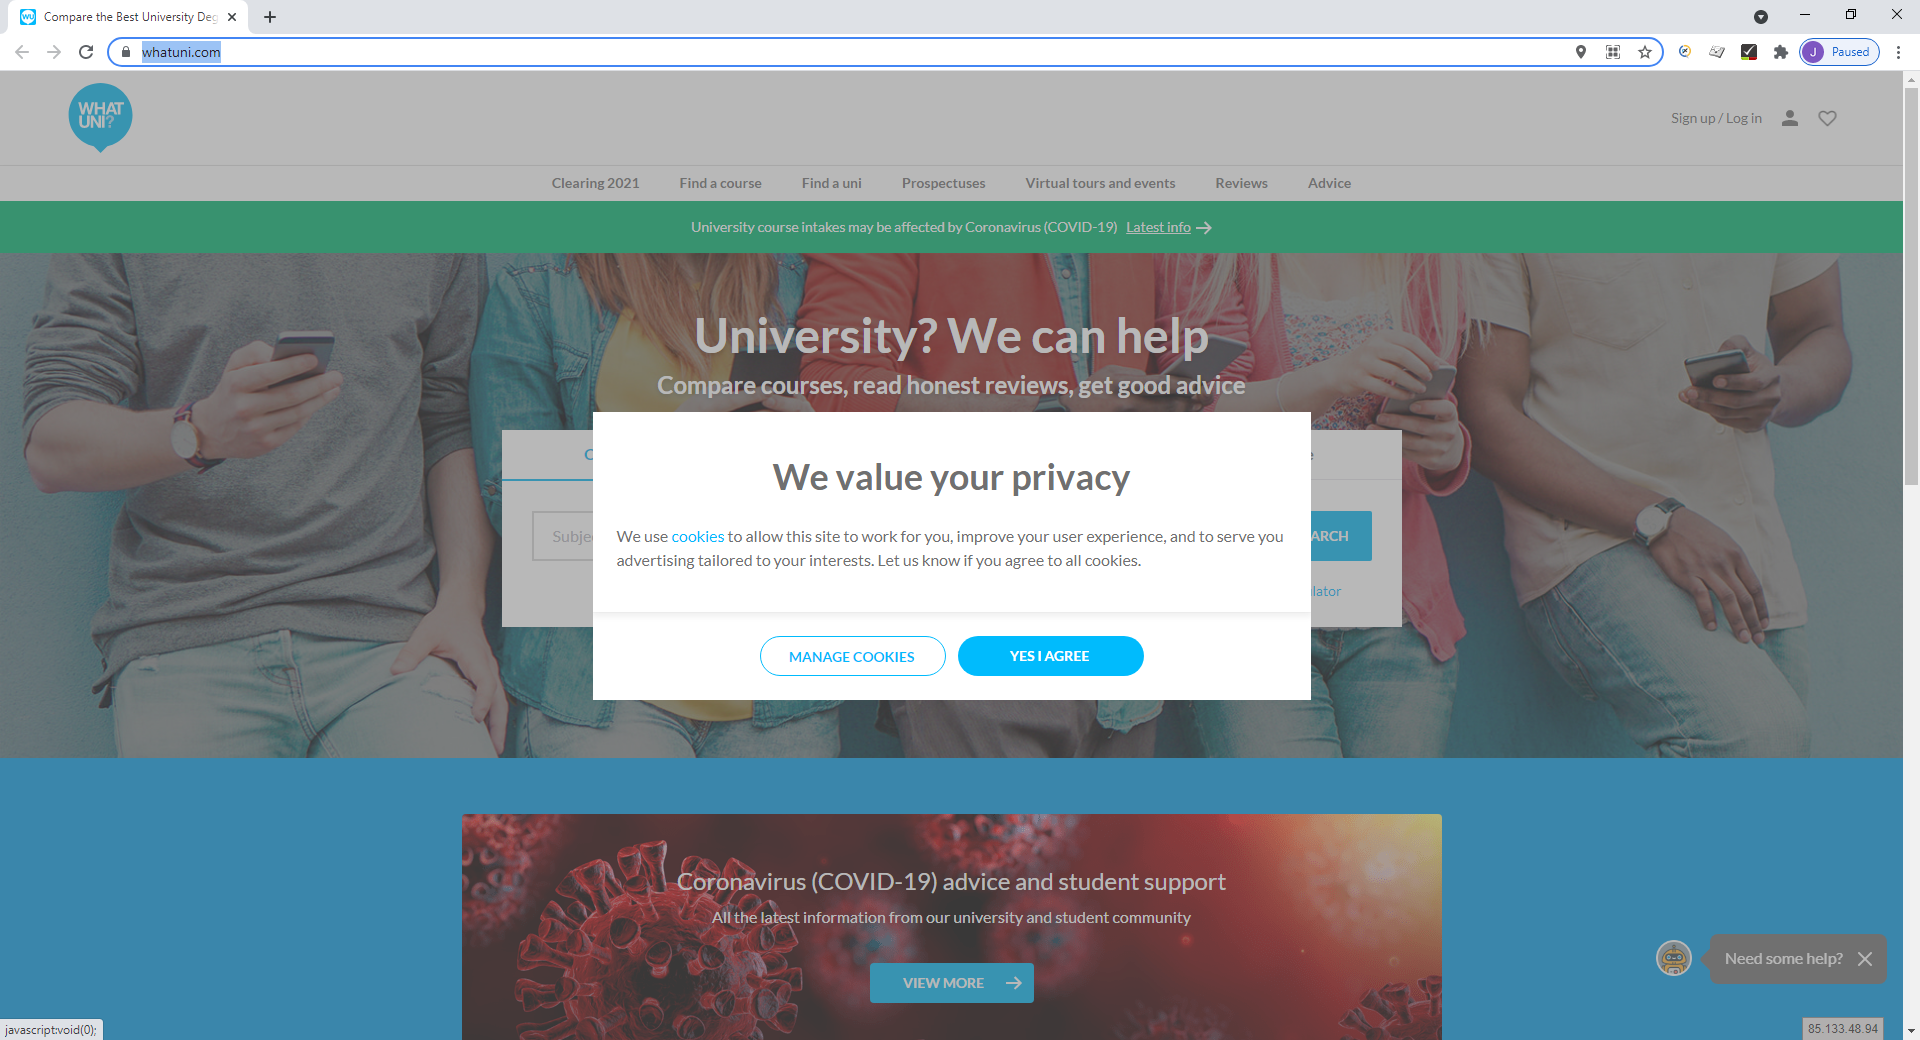 WU Compare the Best University Deg
whatuni.com
J Paused
WHAT
UNI?
Sign up / Log in
Clearing 2021 Find a course Find a uni Prospectuses Virtual tours and events Reviews Advice
University course intakes may be affected by Coronavirus (COVID-19) Latest info
University? We can help
Compare courses, read honest reviews, get good advice
We value your privacy
We use cookies to allow this site to work for you, improve your user experience, and to serve you
advertising tailored to your interests. Let us know if you agree to all cookies.
MANAGE COOKIES YES I AGREE
Coronavirus (COVID-19) advice and student support
All the latest information from our university and student community
VIEW MORE
Need some help?
javascript:void(0);
85.133.48.94